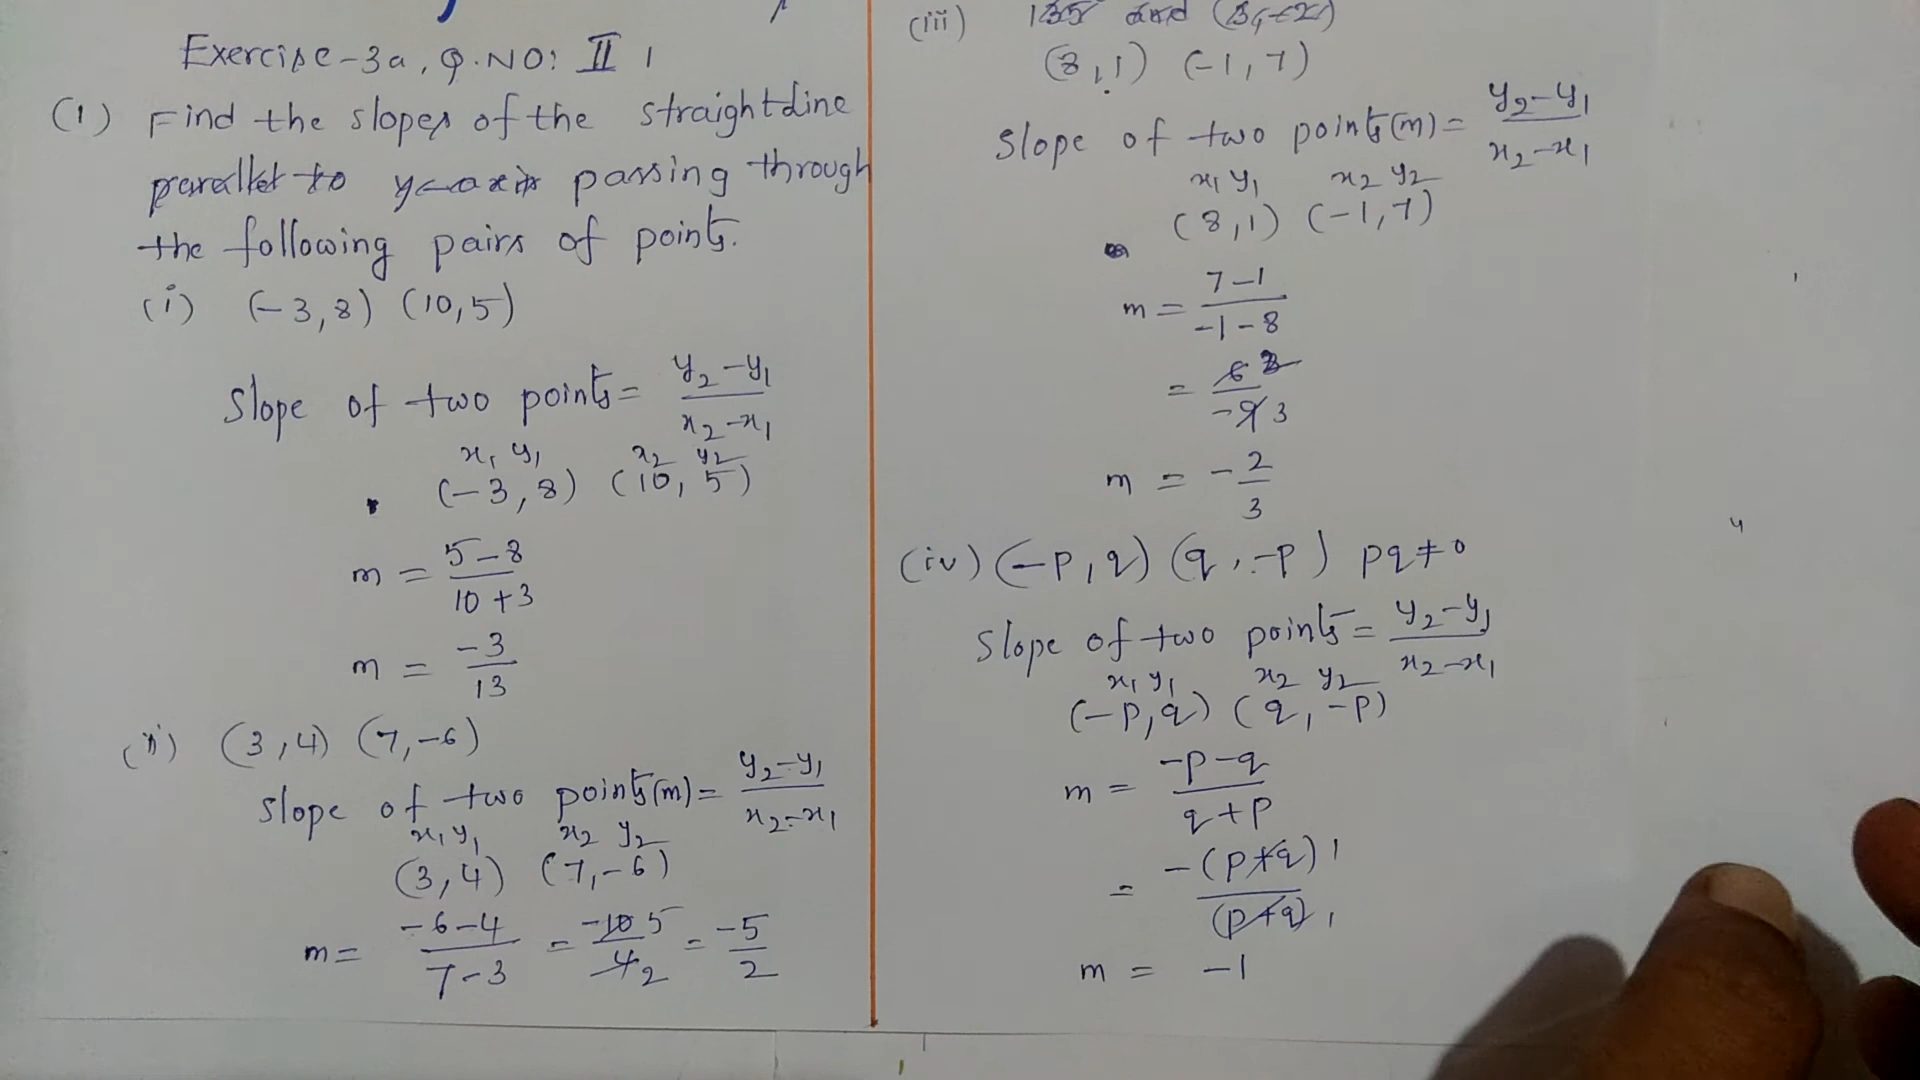 Exercise-3a, Q.NO: II 1
(1) Find the slopes of the straight line
parallel to y-axis passing through
the following pairs of points.
(i) (-3,8) (10,5)
Slope of two points = y2-y1 / x2-x1
x1 y1 x2 y2
(-3,8) (10,5)
m = 5-8 / 10+3
m = -3 / 13
(ii) (3,4) (7,-6)
Slope of two points(m) = y2-y1 / x2-x1
x1 y1 x2 y2
(3,4) (7,-6)
m = -6-4 / 7-3 = -10 5 / 4 2 = -5 / 2
(iii)
(8,1) (-1,7)
Slope of two points(m) = y2-y1 / x2-x1
x1 y1 x2 y2
(8,1) (-1,7)
m = 7-1 / -1-8
= 6 2 / -9 3
m = -2 / 3
(iv) (-p,q) (q,-p) pq≠0
Slope of two points = y2-y1 / x2-x1
x1 y1 x2 y2
(-p,q) (q,-p)
m = -p-q / q+p
= -(p+q) 1 / (p+q) 1
m = -1